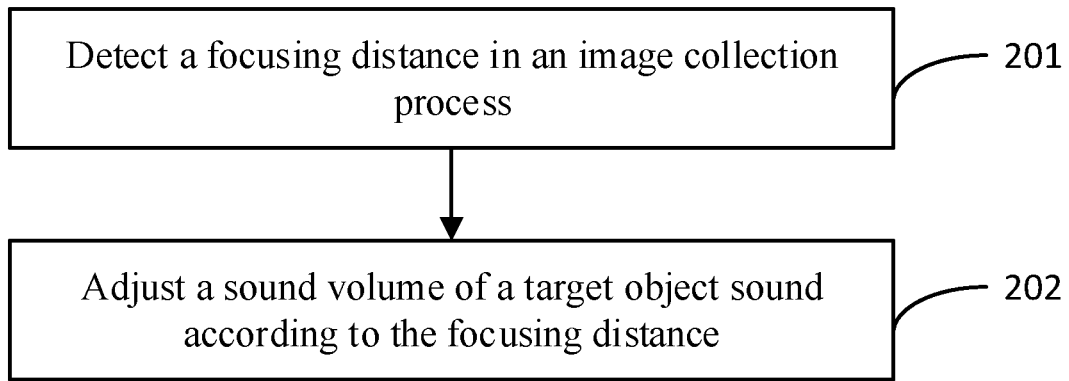 Detect a focusing distance in an image collection
process
201
Adjust a sound volume of a target object sound
according to the focusing distance
202